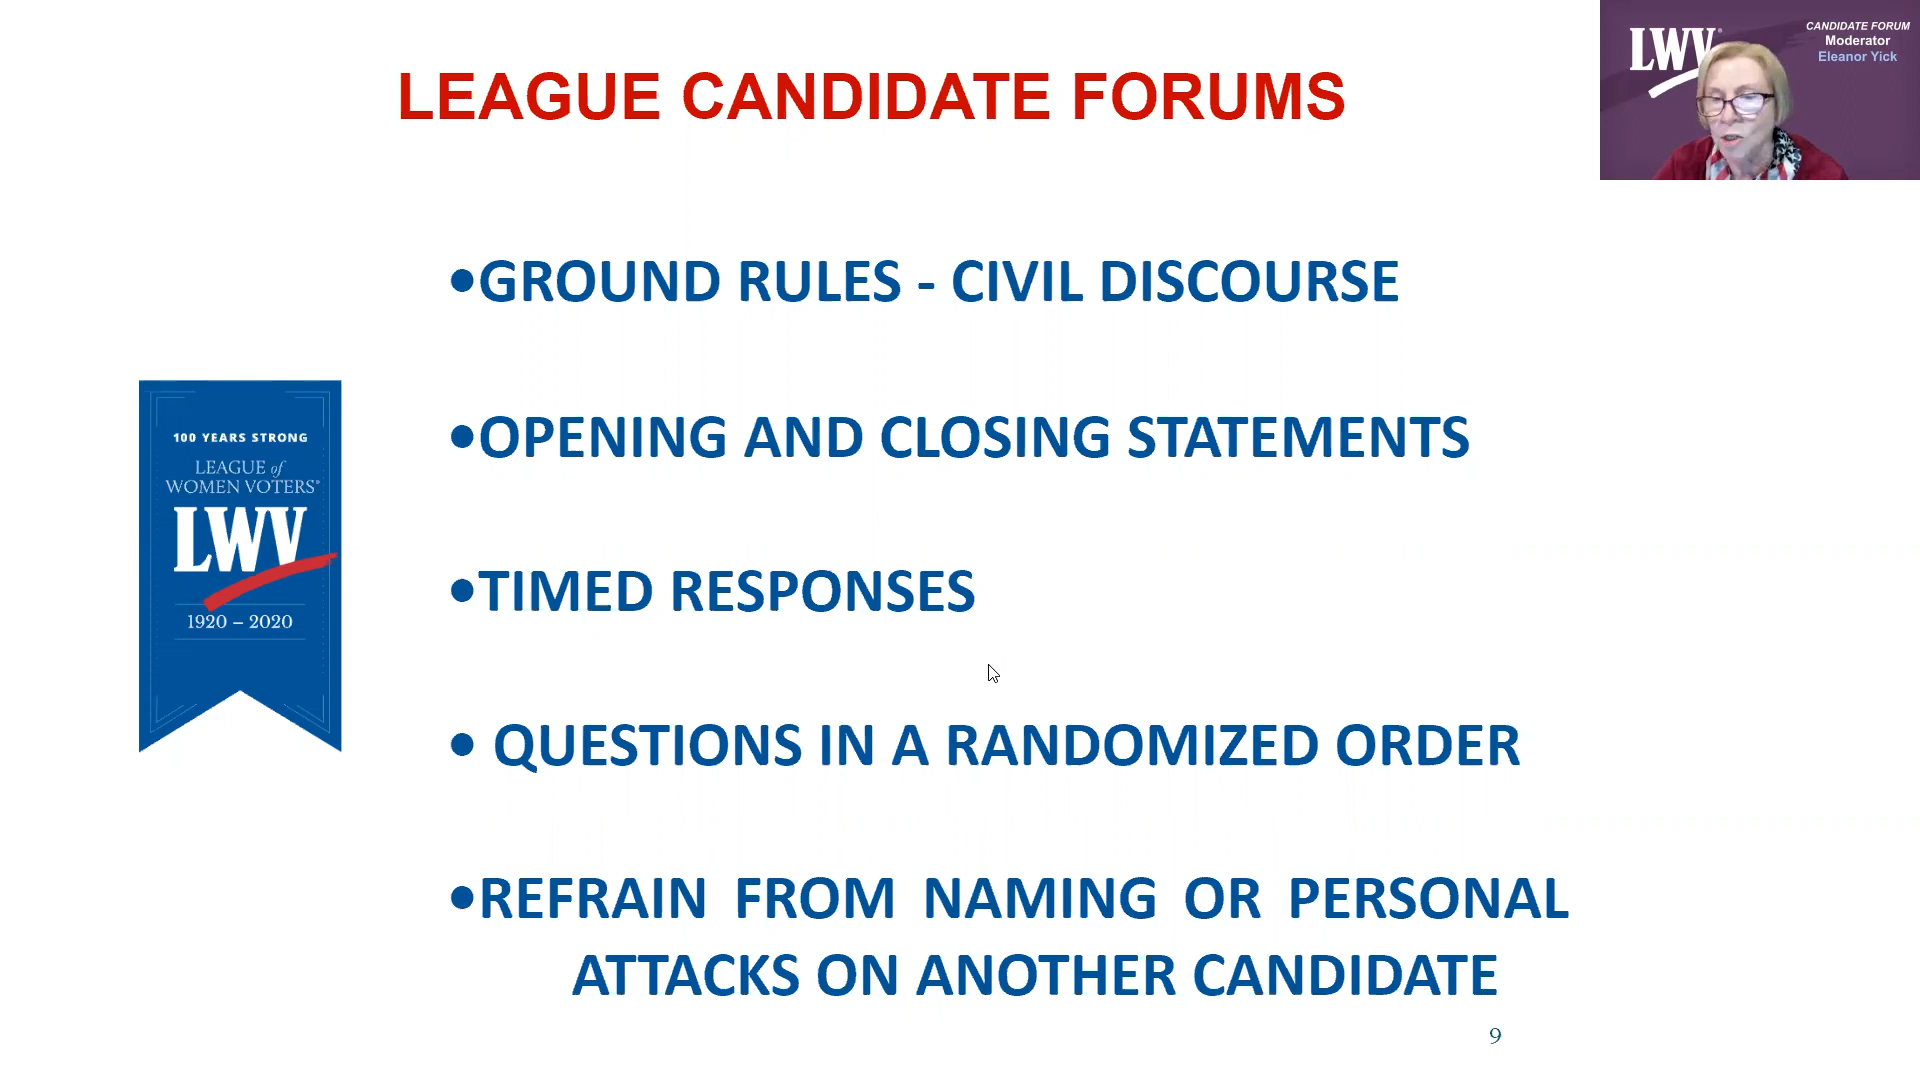 LEAGUE CANDIDATE FORUMS
LWV®
CANDIDATE FORUM
Moderator
Eleanor Yick
•GROUND RULES - CIVIL DISCOURSE
•OPENING AND CLOSING STATEMENTS
•TIMED RESPONSES
• QUESTIONS IN A RANDOMIZED ORDER
•REFRAIN FROM NAMING OR PERSONAL
ATTACKS ON ANOTHER CANDIDATE
100 YEARS STRONG
LEAGUE of
WOMEN VOTERS®
LWV
1920 – 2020
9